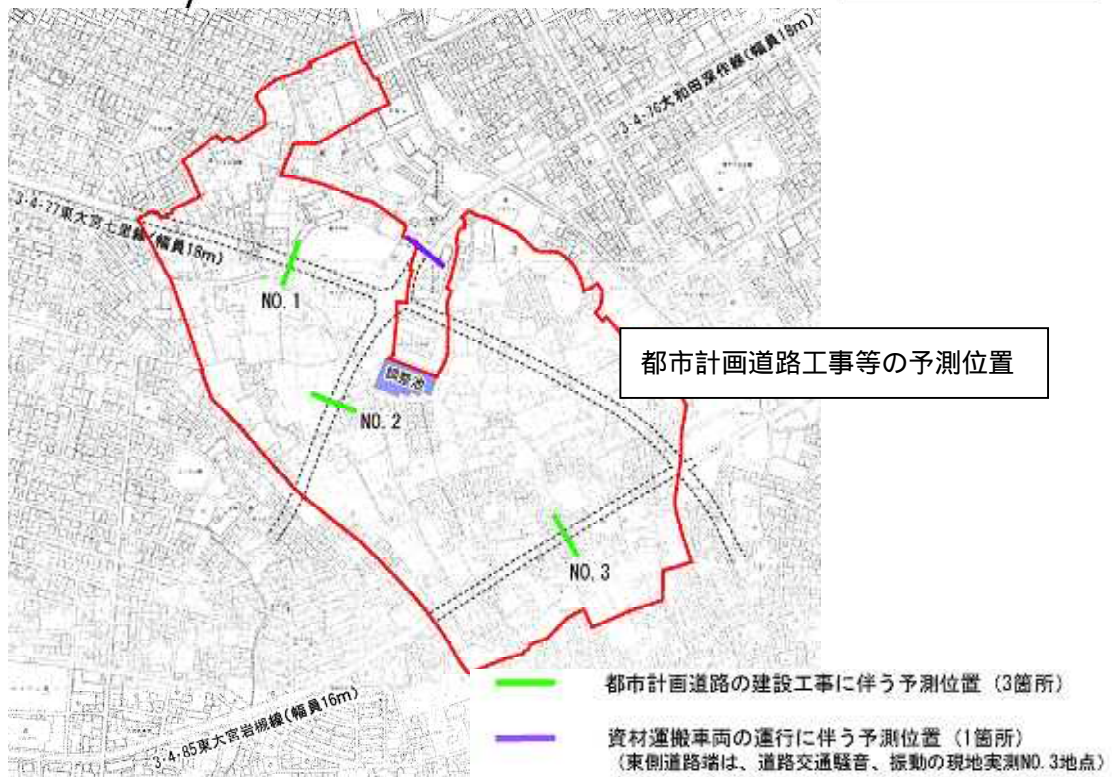 3・4・76大和田深作線(幅員18m)
3・4・77東大宮七里線(幅員18m)
NO. 1
都市計画道路工事等の予測位置
調整池
NO. 2
NO. 3
都市計画道路の建設工事に伴う予測位置 (3箇所)
3・4・85東大宮岩槻線(幅員16m)
資材運搬車両の運行に伴う予測位置 (1箇所)
(東側道路端は、道路交通騒音、振動の現地実測NO.3地点)